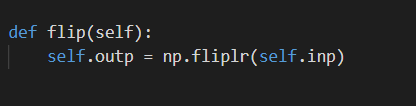 def flip(self):
    self.outp = np.fliplr(self.inp)